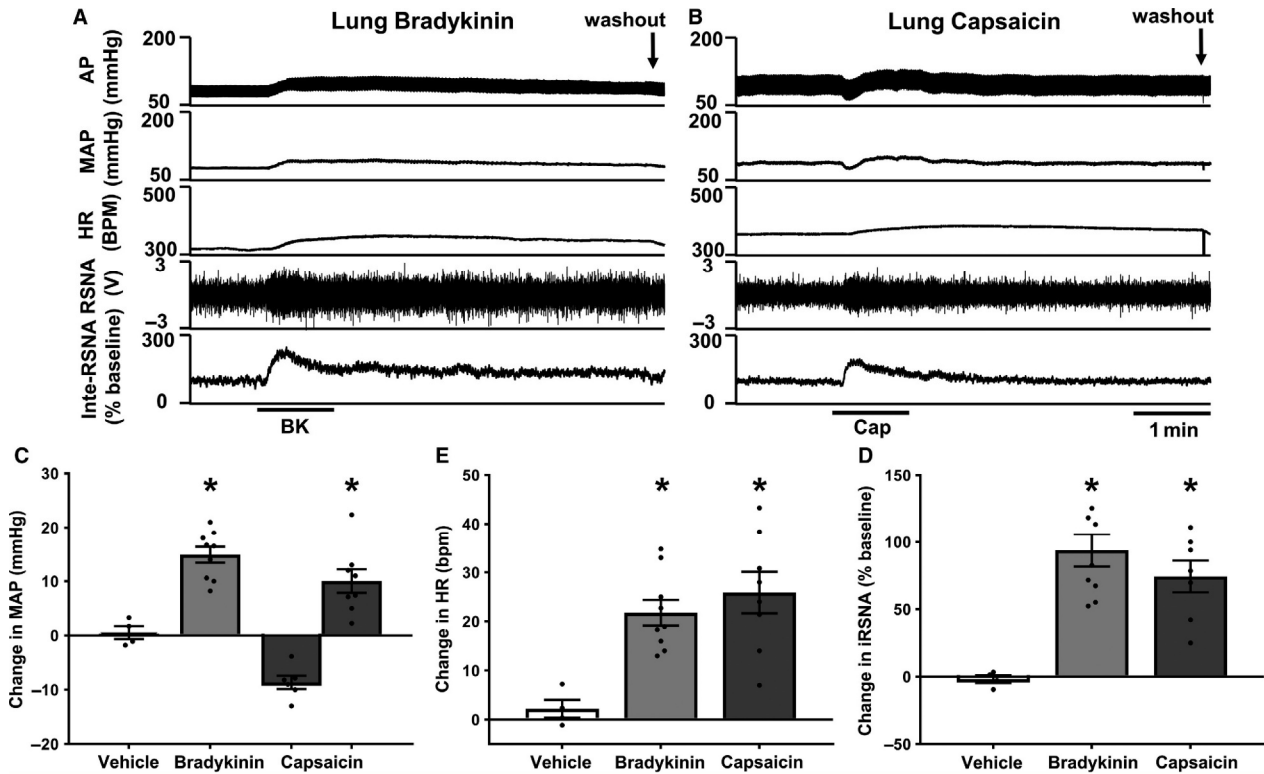 A
Lung Bradykinin
washout
B
Lung Capsaicin
washout
AP
(mmHg)
200
50
200
50
MAP
(mmHg)
200
50
200
50
HR
(BPM)
500
300
500
300
RSNA
(V)
3
–3
3
–3
Inte-RSNA
(% baseline)
300
0
300
0
BK
Cap
1 min
C
Change in MAP (mmHg)
30
20
10
0
–10
–20
*
*
Vehicle
Bradykinin
Capsaicin
E
Change in HR (bpm)
50
40
30
20
10
0
*
*
Vehicle
Bradykinin
Capsaicin
D
Change in iRSNA (% baseline)
150
100
50
0
–50
*
*
Vehicle
Bradykinin
Capsaicin